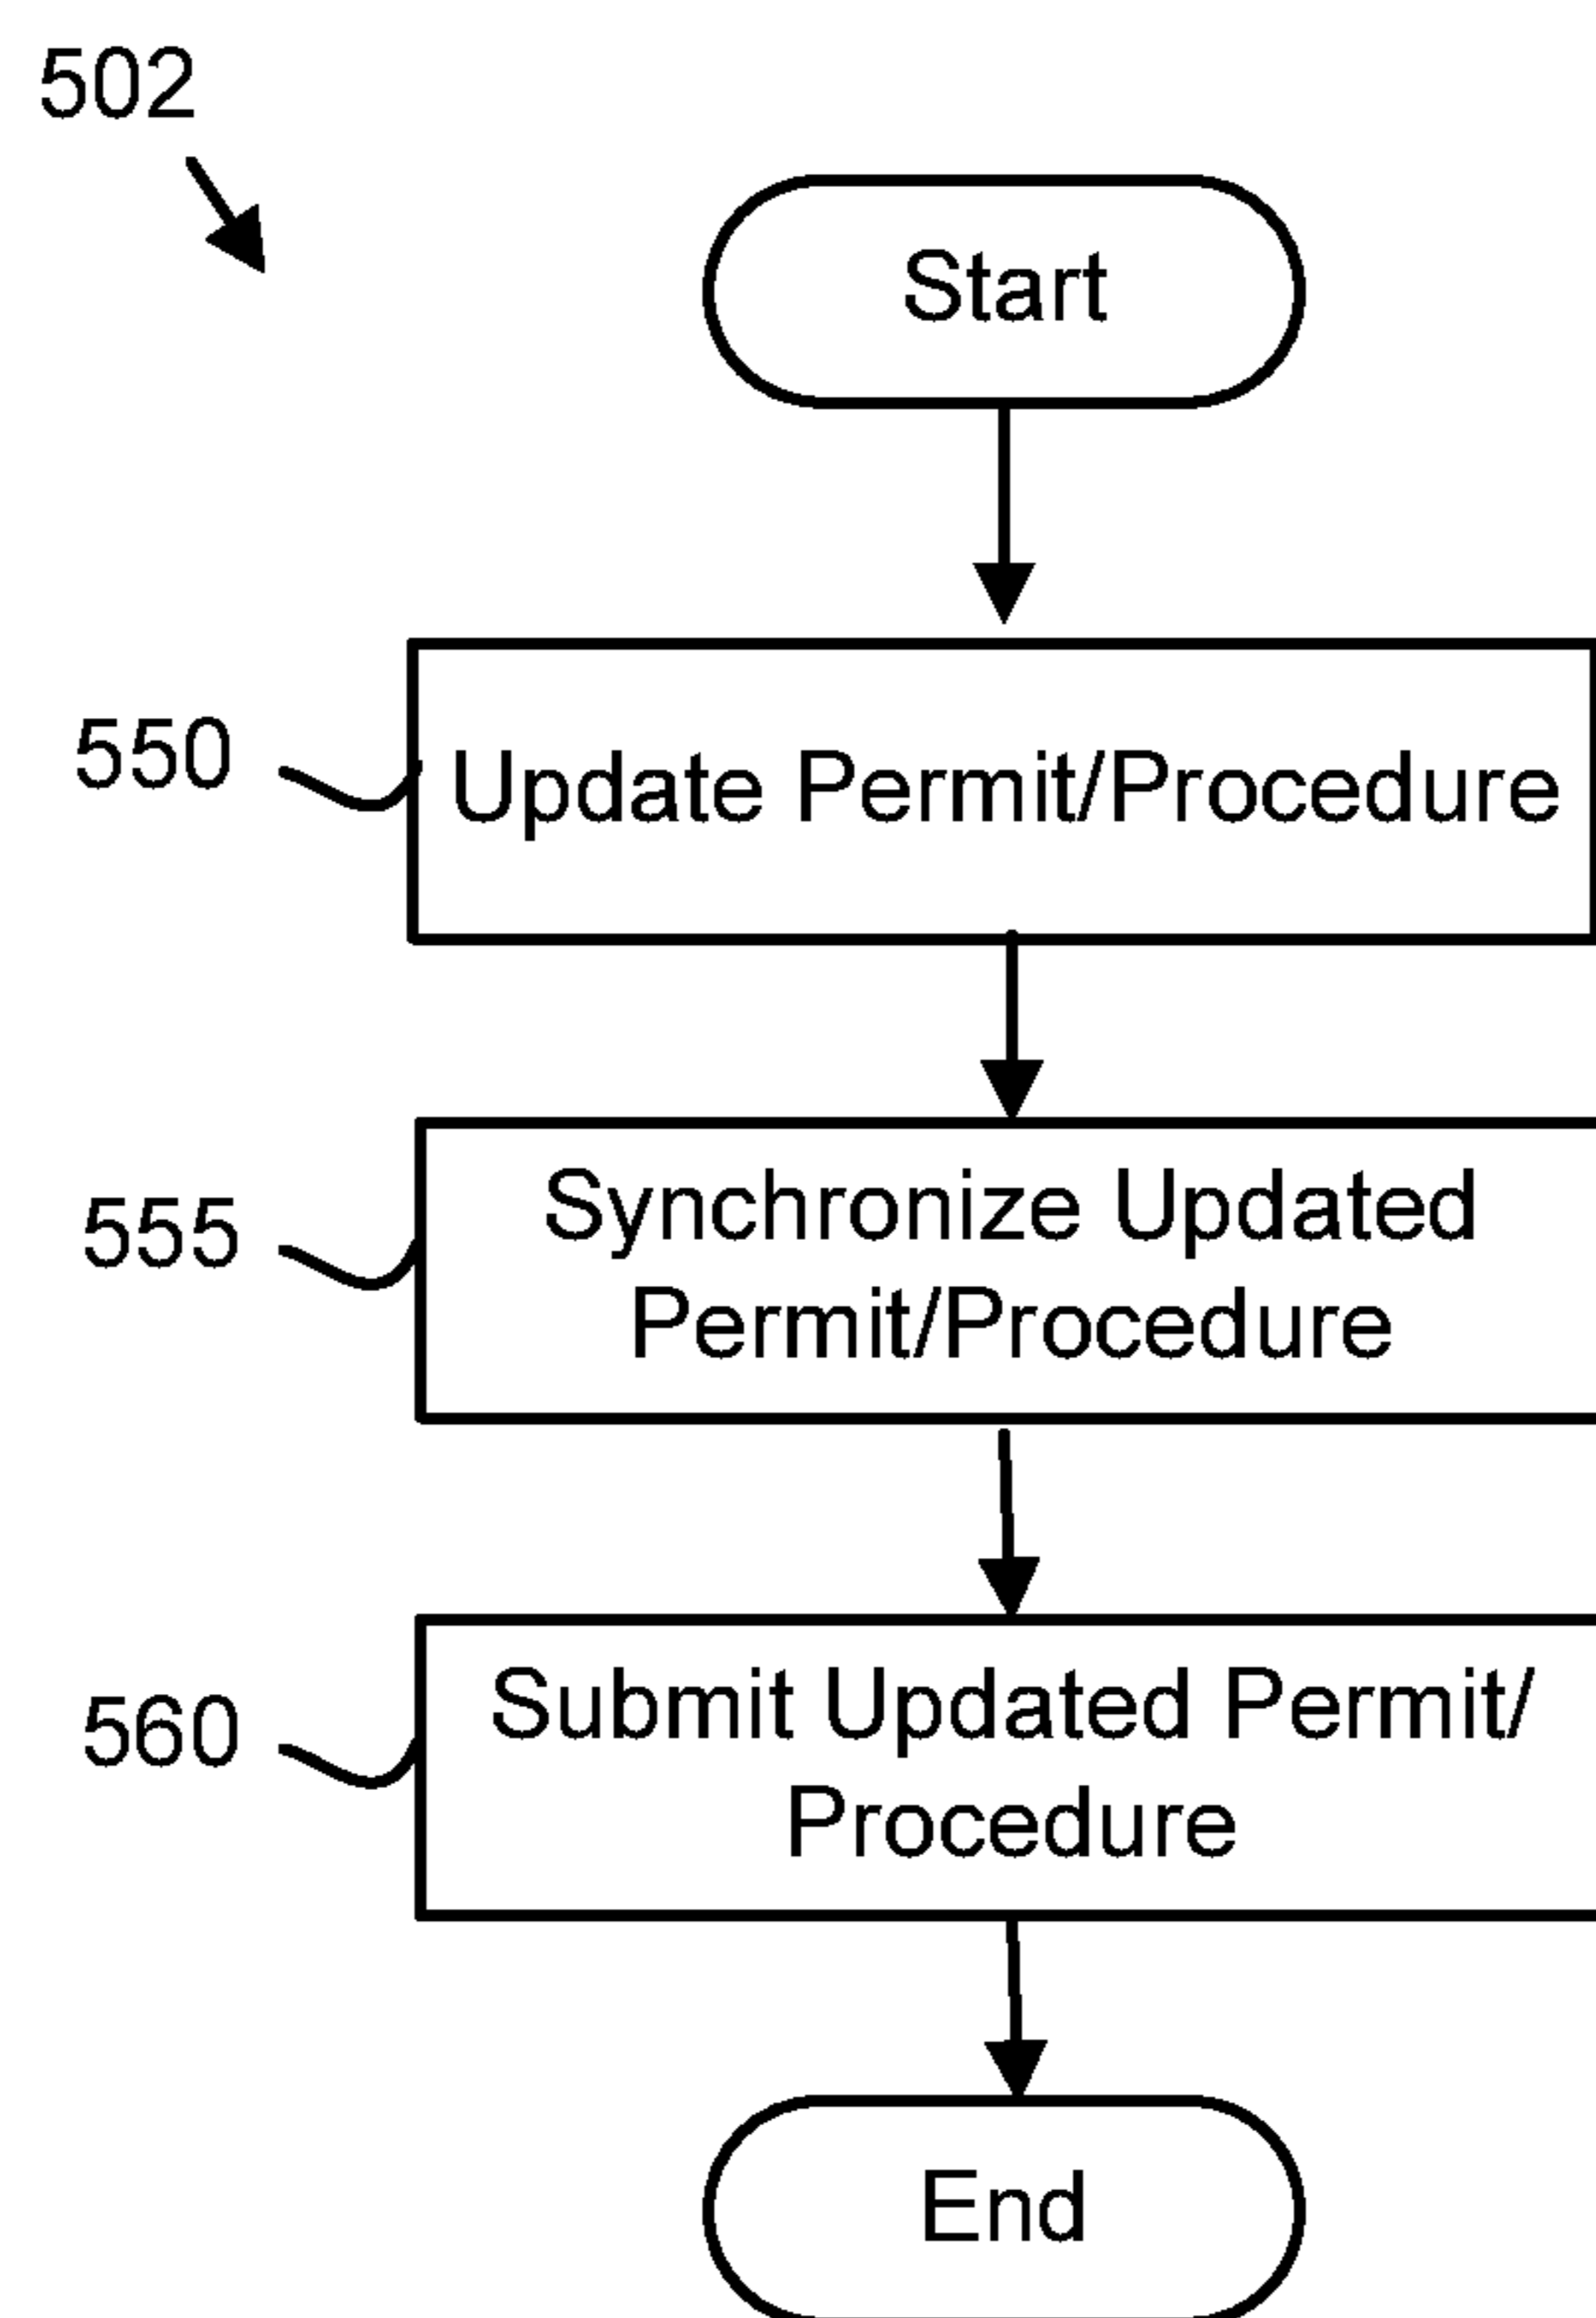 502
Start
550
Update Permit/Procedure
555
Synchronize Updated
Permit/Procedure
560
Submit Updated Permit/
Procedure
End